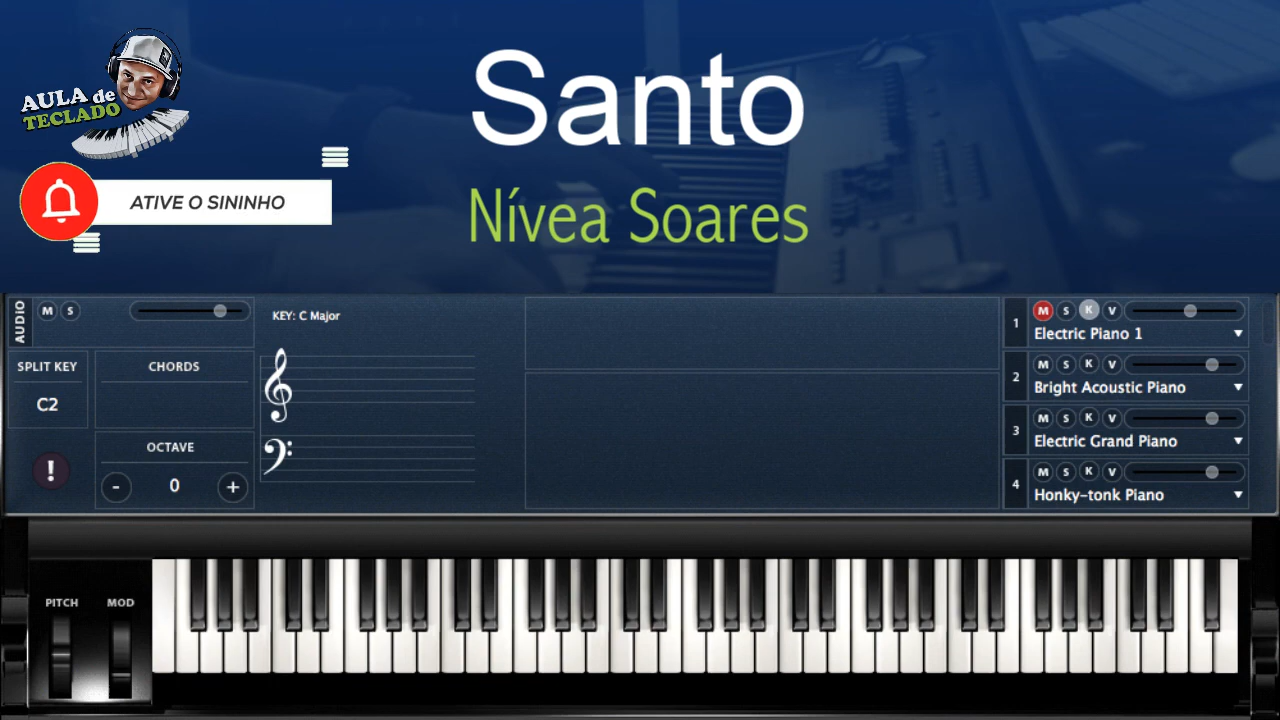 AULA de
TECLADO
ATIVE O SININHO
Santo
Nívea Soares
AUDIO
M S
KEY: C Major
SPLIT KEY
C2
CHORDS
OCTAVE
- 0 +
!
1
M S K V
Electric Piano 1
2
M S K V
Bright Acoustic Piano
3
M S K V
Electric Grand Piano
4
M S K V
Honky-tonk Piano
PITCH MOD